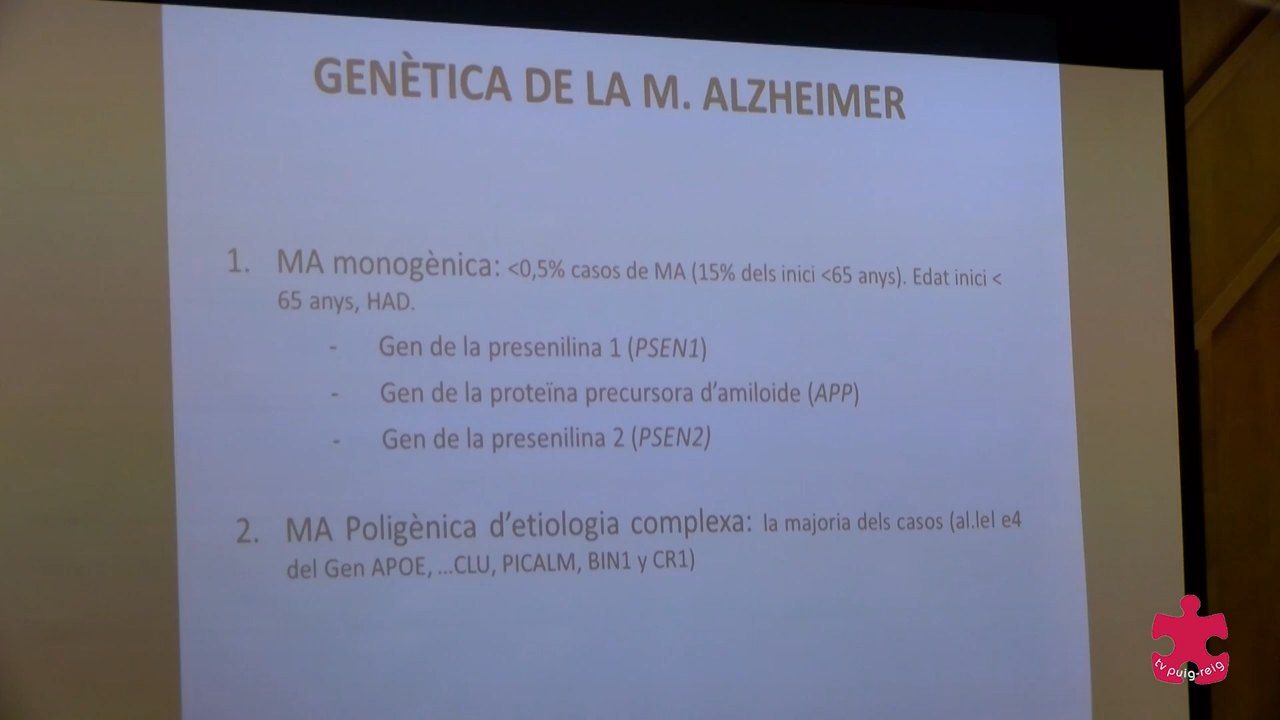 GENÈTICA DE LA M. ALZHEIMER
1. MA monogènica: <0,5% casos de MA (15% dels inici <65 anys). Edat inici <
65 anys, HAD.
- Gen de la presenilina 1 (PSEN1)
- Gen de la proteïna precursora d'amiloide (APP)
- Gen de la presenilina 2 (PSEN2)
2. MA Poligènica d'etiologia complexa: la majoria dels casos (al.lel e4
del Gen APOE, ...CLU, PICALM, BIN1 y CR1)
tv puig-reig